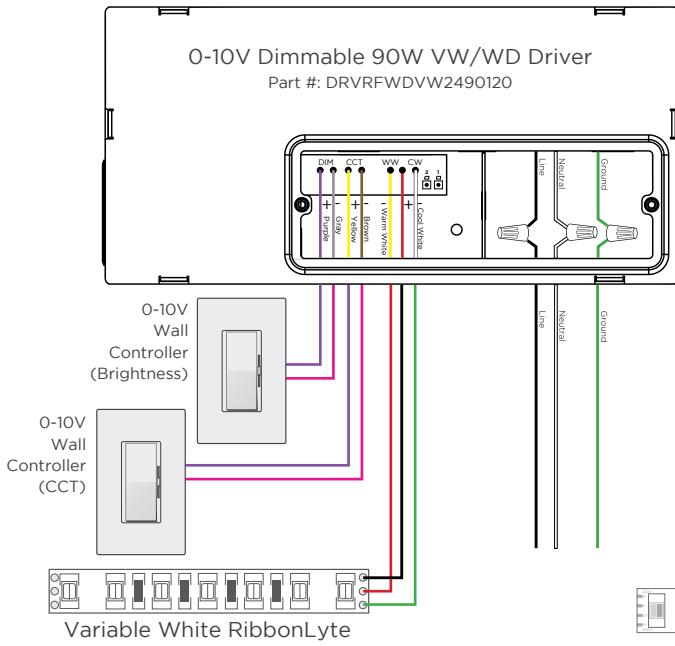 0-10V Dimmable 90W VW/WD Driver
Part #: DRVRFWDVW2490120
DIM CCT WW CW
2 1
+ − + − − + −
Purple
Gray
Yellow
Brown
Warm White
Cool White
Line
Neutral
Ground
Line
Neutral
Ground
0-10V
Wall
Controller
(Brightness)
0-10V
Wall
Controller
(CCT)
Variable White RibbonLyte